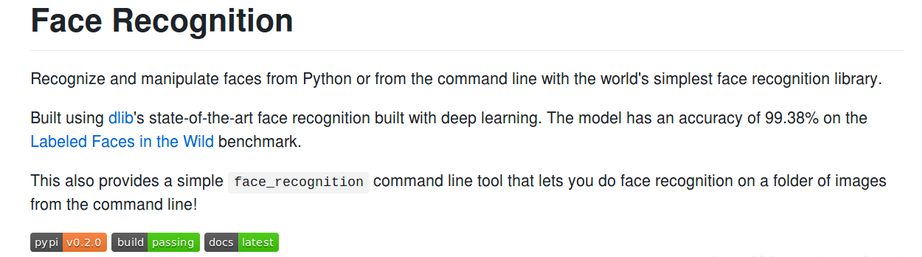 Face Recognition
Recognize and manipulate faces from Python or from the command line with the world's simplest face recognition library.
Built using dlib's state-of-the-art face recognition built with deep learning. The model has an accuracy of 99.38% on the
Labeled Faces in the Wild benchmark.
This also provides a simple face_recognition command line tool that lets you do face recognition on a folder of images
from the command line!
pypi v0.2.0 build passing docs latest